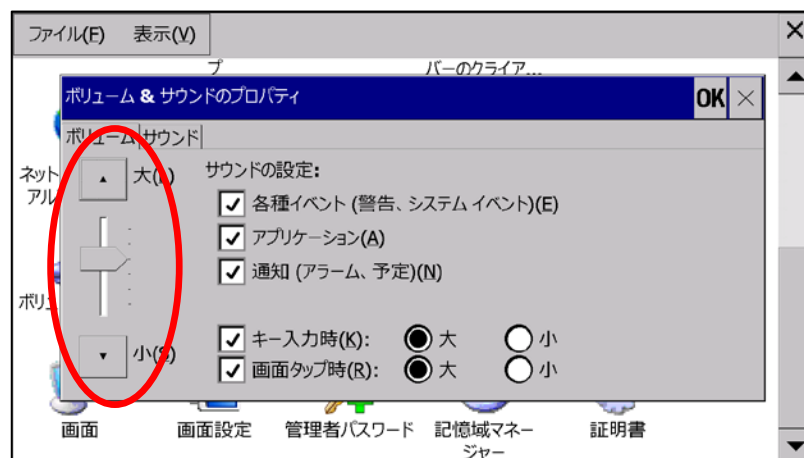 ファイル(F) 表示(V)
プ バーのクライア...
ボリューム & サウンドのプロパティ OK
ボリューム サウンド
ネット 大( ) サウンドの設定:
アル
各種イベント (警告、システム イベント)(E)
アプリケーション(A)
通知 (アラーム、予定)(N)
ボリュ
キー入力時(K): 大 小
小( ) 画面タップ時(R): 大 小
画面 画面設定 管理者パスワード 記憶域マネー 証明書
ジャー